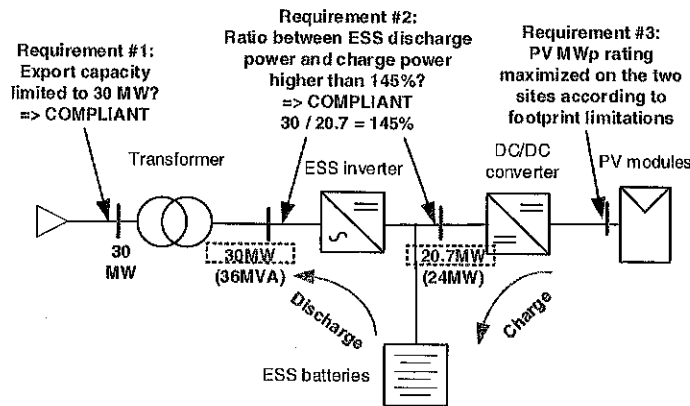 Requirement #1:
Export capacity
limited to 30 MW?
=> COMPLIANT
Requirement #2:
Ratio between ESS discharge
power and charge power
higher than 145%?
=> COMPLIANT
30 / 20.7 = 145%
Requirement #3:
PV MWp rating
maximized on the two
sites according to
footprint limitations
Transformer
ESS inverter
DC/DC
converter
PV modules
30
MW
30MW
(36MVA)
20.7MW
(24MW)
Discharge
Charge
ESS batteries